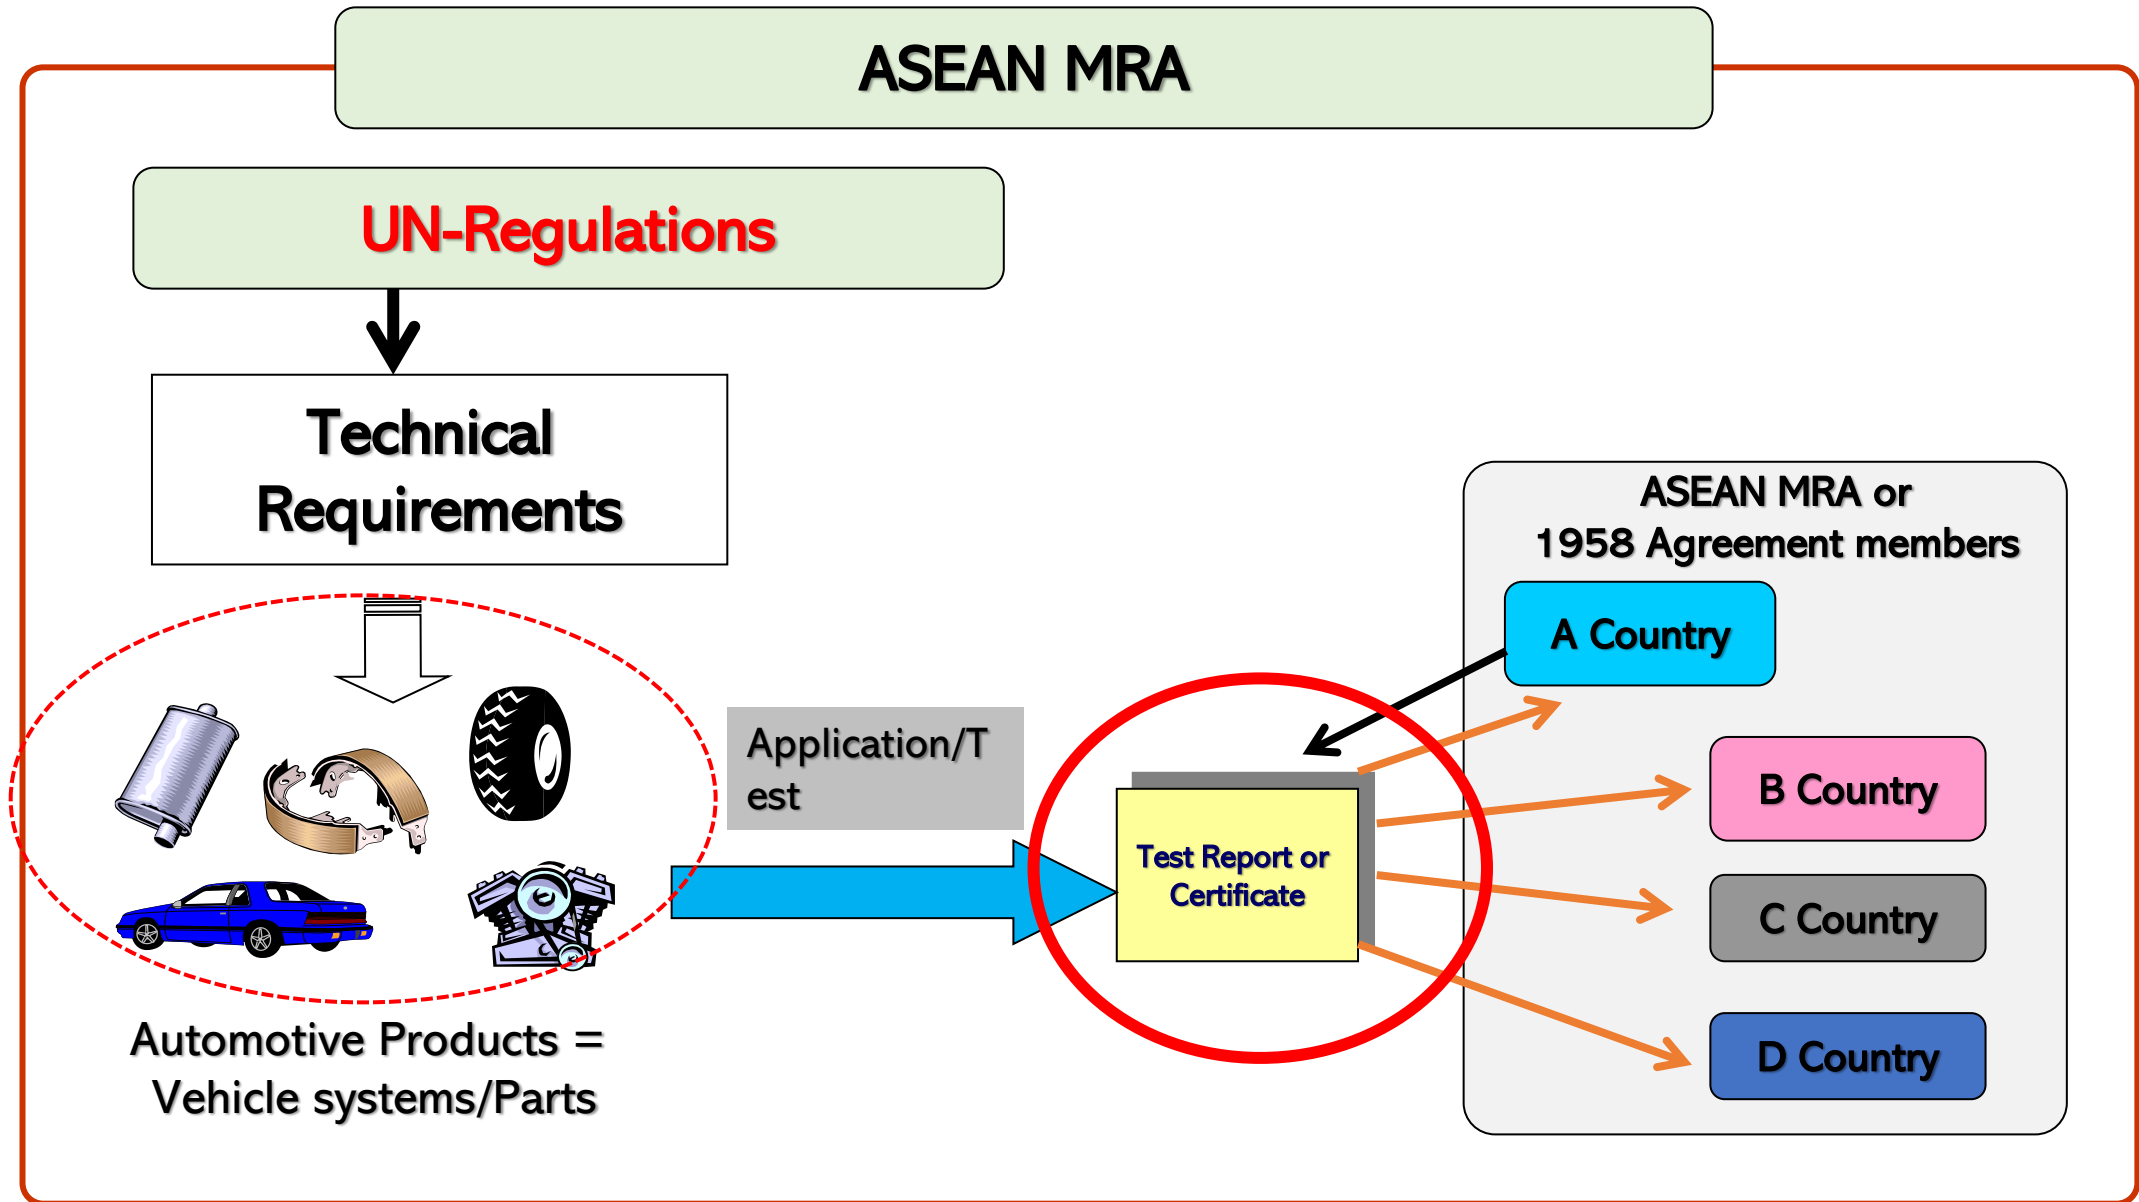 ASEAN MRA
UN-Regulations
Technical
Requirements
Application/T
est
Automotive Products =
Vehicle systems/Parts
Test Report or
Certificate
ASEAN MRA or
1958 Agreement members
A Country
B Country
C Country
D Country